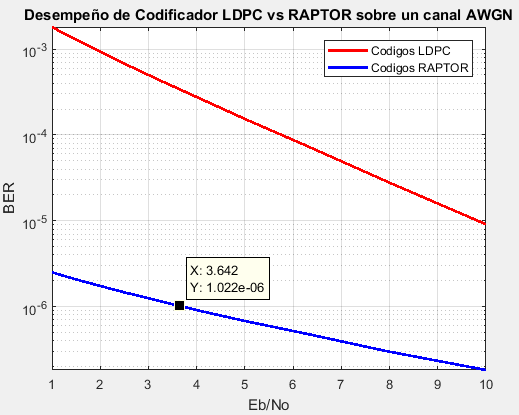 Desempeño de Codificador LDPC vs RAPTOR sobre un canal AWGN
Codigos LDPC
Codigos RAPTOR
10-3
10-4
10-5
10-6
BER
X: 3.642
Y: 1.022e-06
1 2 3 4 5 6 7 8 9 10
Eb/No